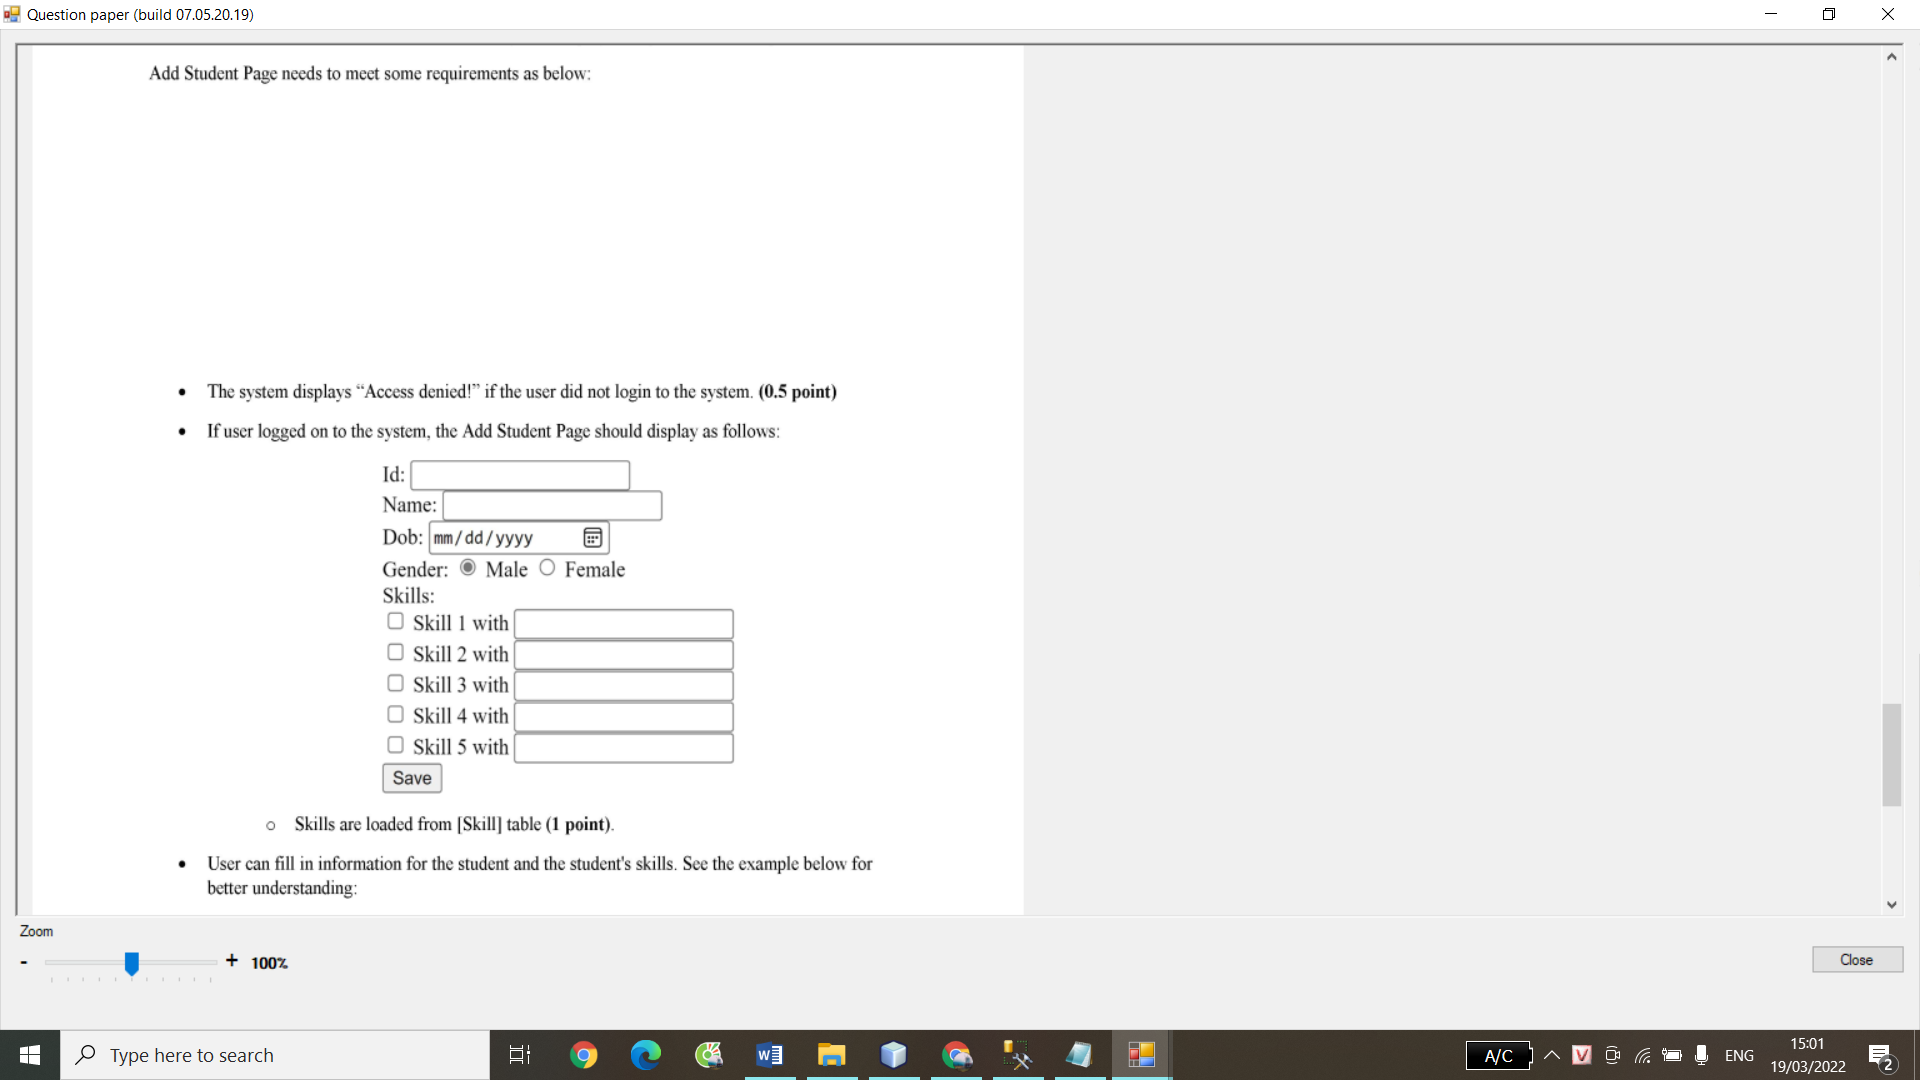 Question paper (build 07.05.20.19)
Add Student Page needs to meet some requirements as below:
• The system displays “Access denied!” if the user did not login to the system. (0.5 point)
• If user logged on to the system, the Add Student Page should display as follows:
Id:
Name:
Dob: mm/dd/yyyy
Gender: Male Female
Skills:
Skill 1 with
Skill 2 with
Skill 3 with
Skill 4 with
Skill 5 with
Save
o Skills are loaded from [Skill] table (1 point).
• User can fill in information for the student and the student's skills. See the example below for
better understanding:
Zoom
- + 100%
Close
Type here to search
A/C
ENG
15:01
19/03/2022
2